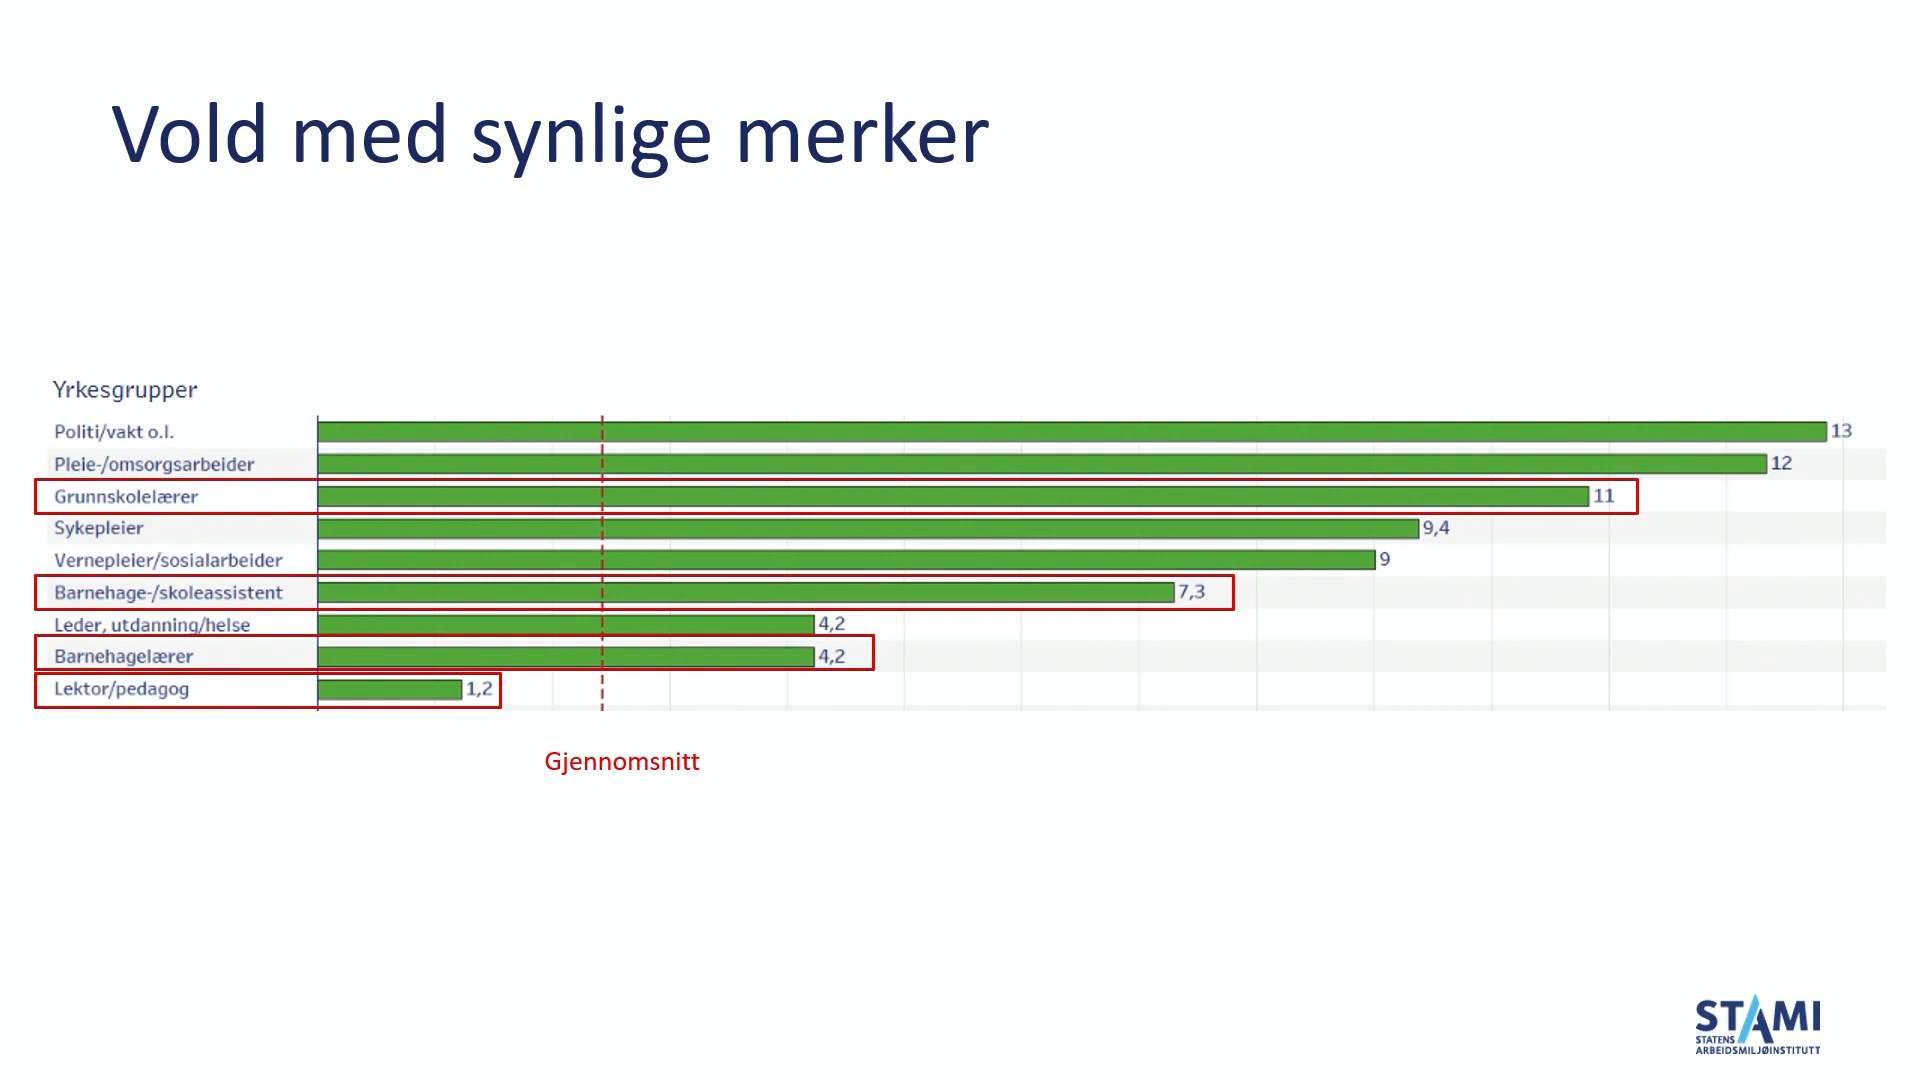 Vold med synlige merker
Yrkesgrupper
Politi/vakt o.l. 13
Pleie-/omsorgsarbeider 12
Grunnskolelærer 11
Sykepleier 9,4
Vernepleier/sosialarbeider 9
Barnehage-/skoleassistent 7,3
Leder, utdanning/helse 4,2
Barnehagelærer 4,2
Lektor/pedagog 1,2
Gjennomsnitt
STAMI
STATENS
ARBEIDSMILJØINSTITUTT